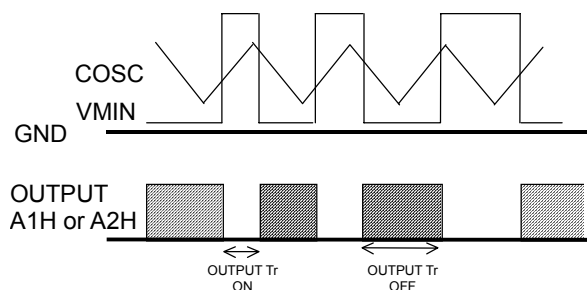 COSC
VMIN
GND
OUTPUT
A1H or A2H
OUTPUT Tr
ON
OUTPUT Tr
OFF